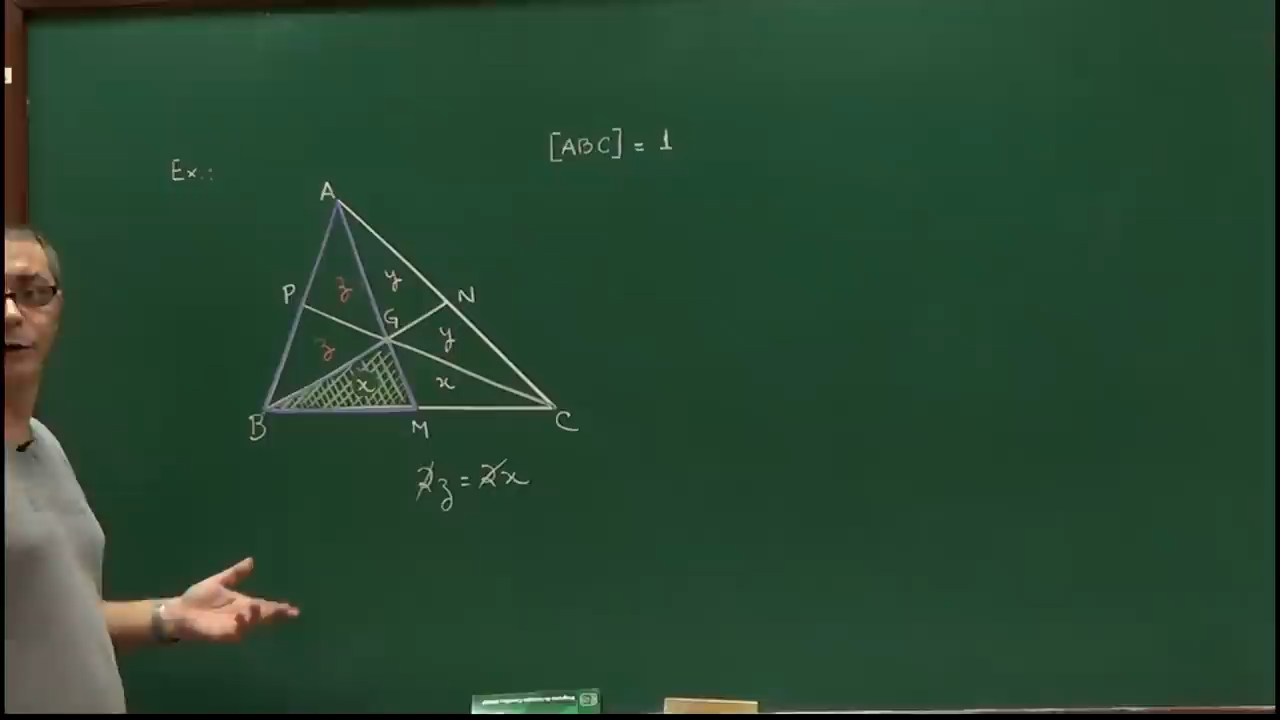 [ABC] = 1
Ex.:
A
z y
P N
G
z y
x x
B M C
2z = 2x